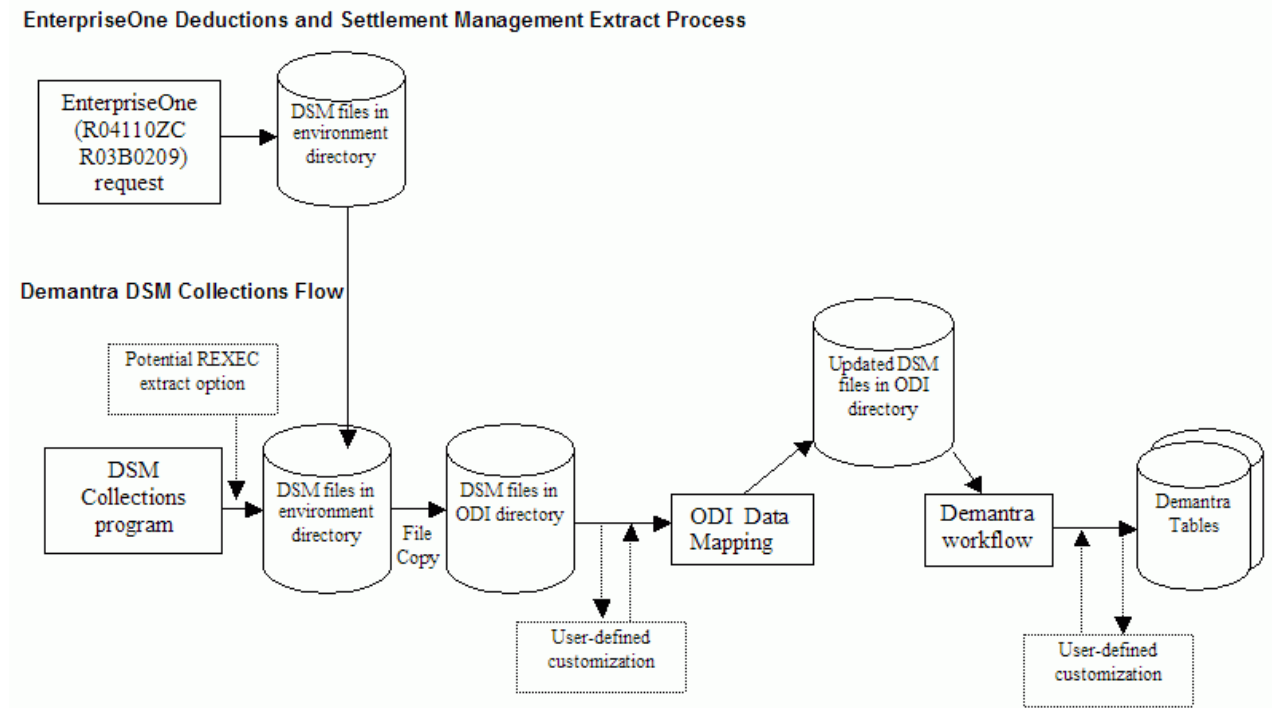 EnterpriseOne Deductions and Settlement Management Extract Process
EnterpriseOne
(R04110ZC
R03B0209)
request
DSM files in
environment
directory
Demantra DSM Collections Flow
Potential REXEC
extract option
DSM
Collections
program
DSM files in
environment
directory
File
Copy
DSM files in
ODI directory
User-defined
customization
ODI Data
Mapping
Updated DSM
files in ODI
directory
Demantra
workflow
User-defined
customization
Demantra
Tables